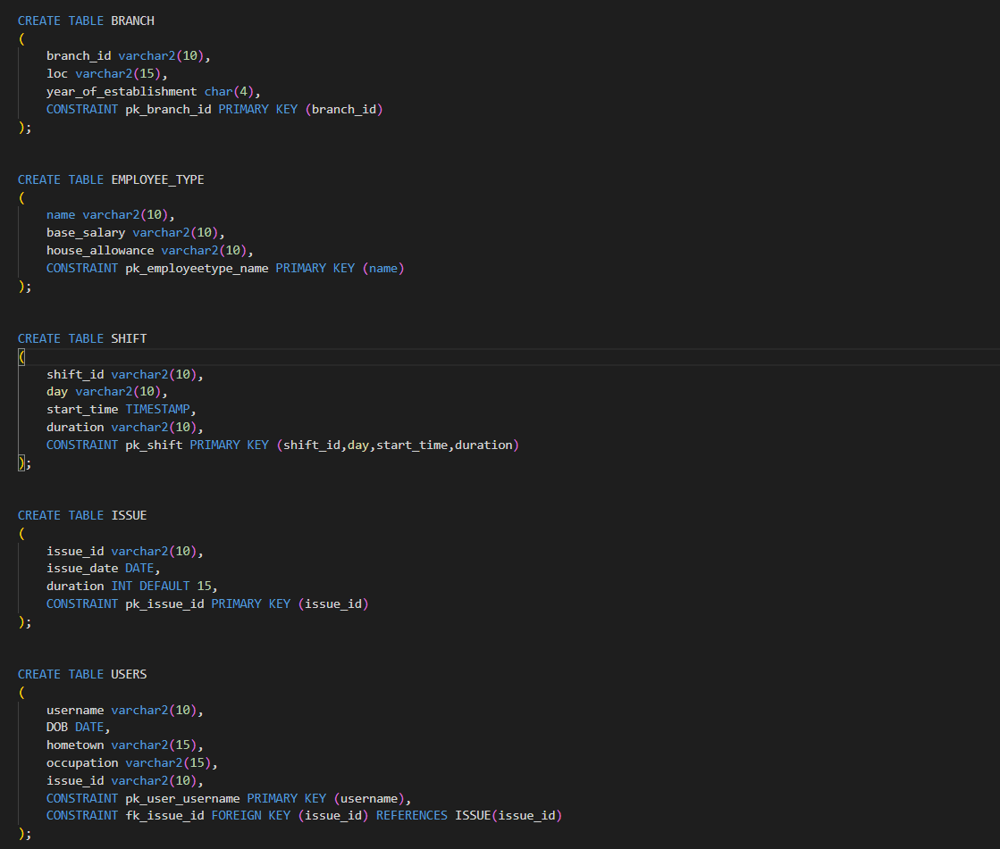 CREATE TABLE BRANCH
(
    branch_id varchar2(10),
    loc varchar2(15),
    year_of_establishment char(4),
    CONSTRAINT pk_branch_id PRIMARY KEY (branch_id)
);
CREATE TABLE EMPLOYEE_TYPE
(
    name varchar2(10),
    base_salary varchar2(10),
    house_allowance varchar2(10),
    CONSTRAINT pk_employeetype_name PRIMARY KEY (name)
);
CREATE TABLE SHIFT
(
    shift_id varchar2(10),
    day varchar2(10),
    start_time TIMESTAMP,
    duration varchar2(10),
    CONSTRAINT pk_shift PRIMARY KEY (shift_id,day,start_time,duration)
);
CREATE TABLE ISSUE
(
    issue_id varchar2(10),
    issue_date DATE,
    duration INT DEFAULT 15,
    CONSTRAINT pk_issue_id PRIMARY KEY (issue_id)
);
CREATE TABLE USERS
(
    username varchar2(10),
    DOB DATE,
    hometown varchar2(15),
    occupation varchar2(15),
    issue_id varchar2(10),
    CONSTRAINT pk_user_username PRIMARY KEY (username),
    CONSTRAINT fk_issue_id FOREIGN KEY (issue_id) REFERENCES ISSUE(issue_id)
);